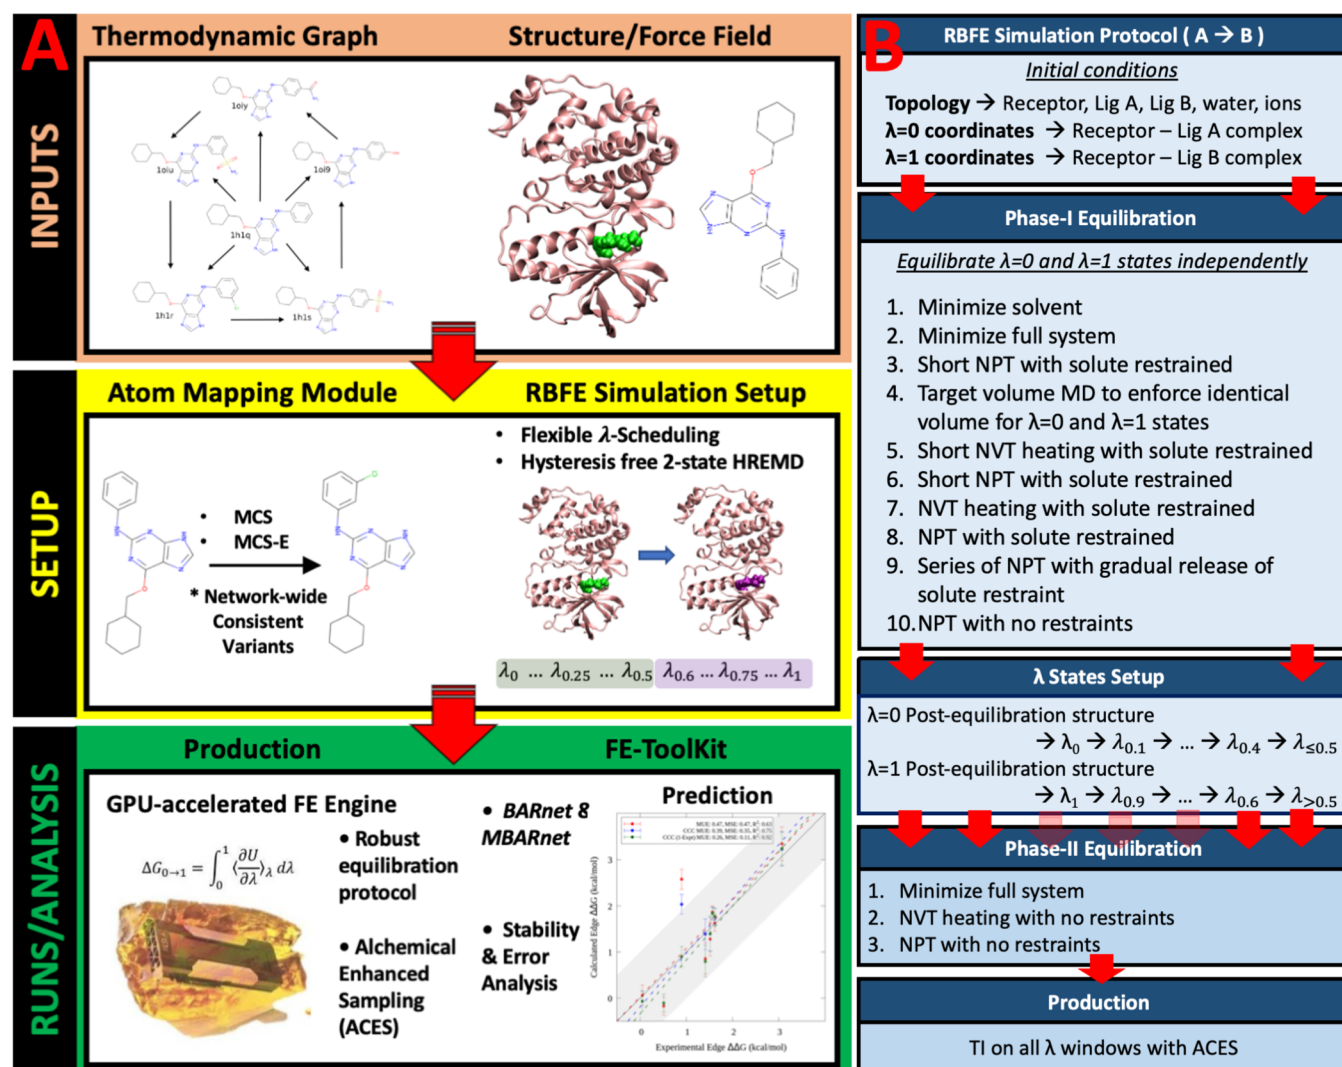 A
INPUTS
Thermodynamic Graph
Structure/Force Field
1oiy
1oiu
1oi9
1h1q
1h1r
1h1s
SETUP
Atom Mapping Module
• MCS
• MCS-E
* Network-wide
Consistent
Variants
RBFE Simulation Setup
• Flexible λ-Scheduling
• Hysteresis free 2-state HREMD
λ0 ... λ0.25 ... λ0.5 λ0.6 ... λ0.75 ... λ1
RUNS/ANALYSIS
Production
GPU-accelerated FE Engine
ΔG0→1 = ∫₀¹ ⟨∂U/∂λ⟩λ dλ
• Robust
equilibration
protocol
• Alchemical
Enhanced
Sampling
(ACES)
FE-ToolKit
• BARnet &
MBARnet
• Stability
& Error
Analysis
Prediction
Calculated Edge ΔΔG (kcal/mol)
3
2
1
0
0 1 2 3
Experimental Edge ΔΔG (kcal/mol)
B
RBFE Simulation Protocol ( A → B )
Initial conditions
Topology → Receptor, Lig A, Lig B, water, ions
λ=0 coordinates → Receptor – Lig A complex
λ=1 coordinates → Receptor – Lig B complex
Phase-I Equilibration
Equilibrate λ=0 and λ=1 states independently
1. Minimize solvent
2. Minimize full system
3. Short NPT with solute restrained
4. Target volume MD to enforce identical
volume for λ=0 and λ=1 states
5. Short NVT heating with solute restrained
6. Short NPT with solute restrained
7. NVT heating with solute restrained
8. NPT with solute restrained
9. Series of NPT with gradual release of
solute restraint
10. NPT with no restraints
λ States Setup
λ=0 Post-equilibration structure
→ λ0 → λ0.1 → ... → λ0.4 → λ≤0.5
λ=1 Post-equilibration structure
→ λ1 → λ0.9 → ... → λ0.6 → λ>0.5
Phase-II Equilibration
1. Minimize full system
2. NVT heating with no restraints
3. NPT with no restraints
Production
TI on all λ windows with ACES